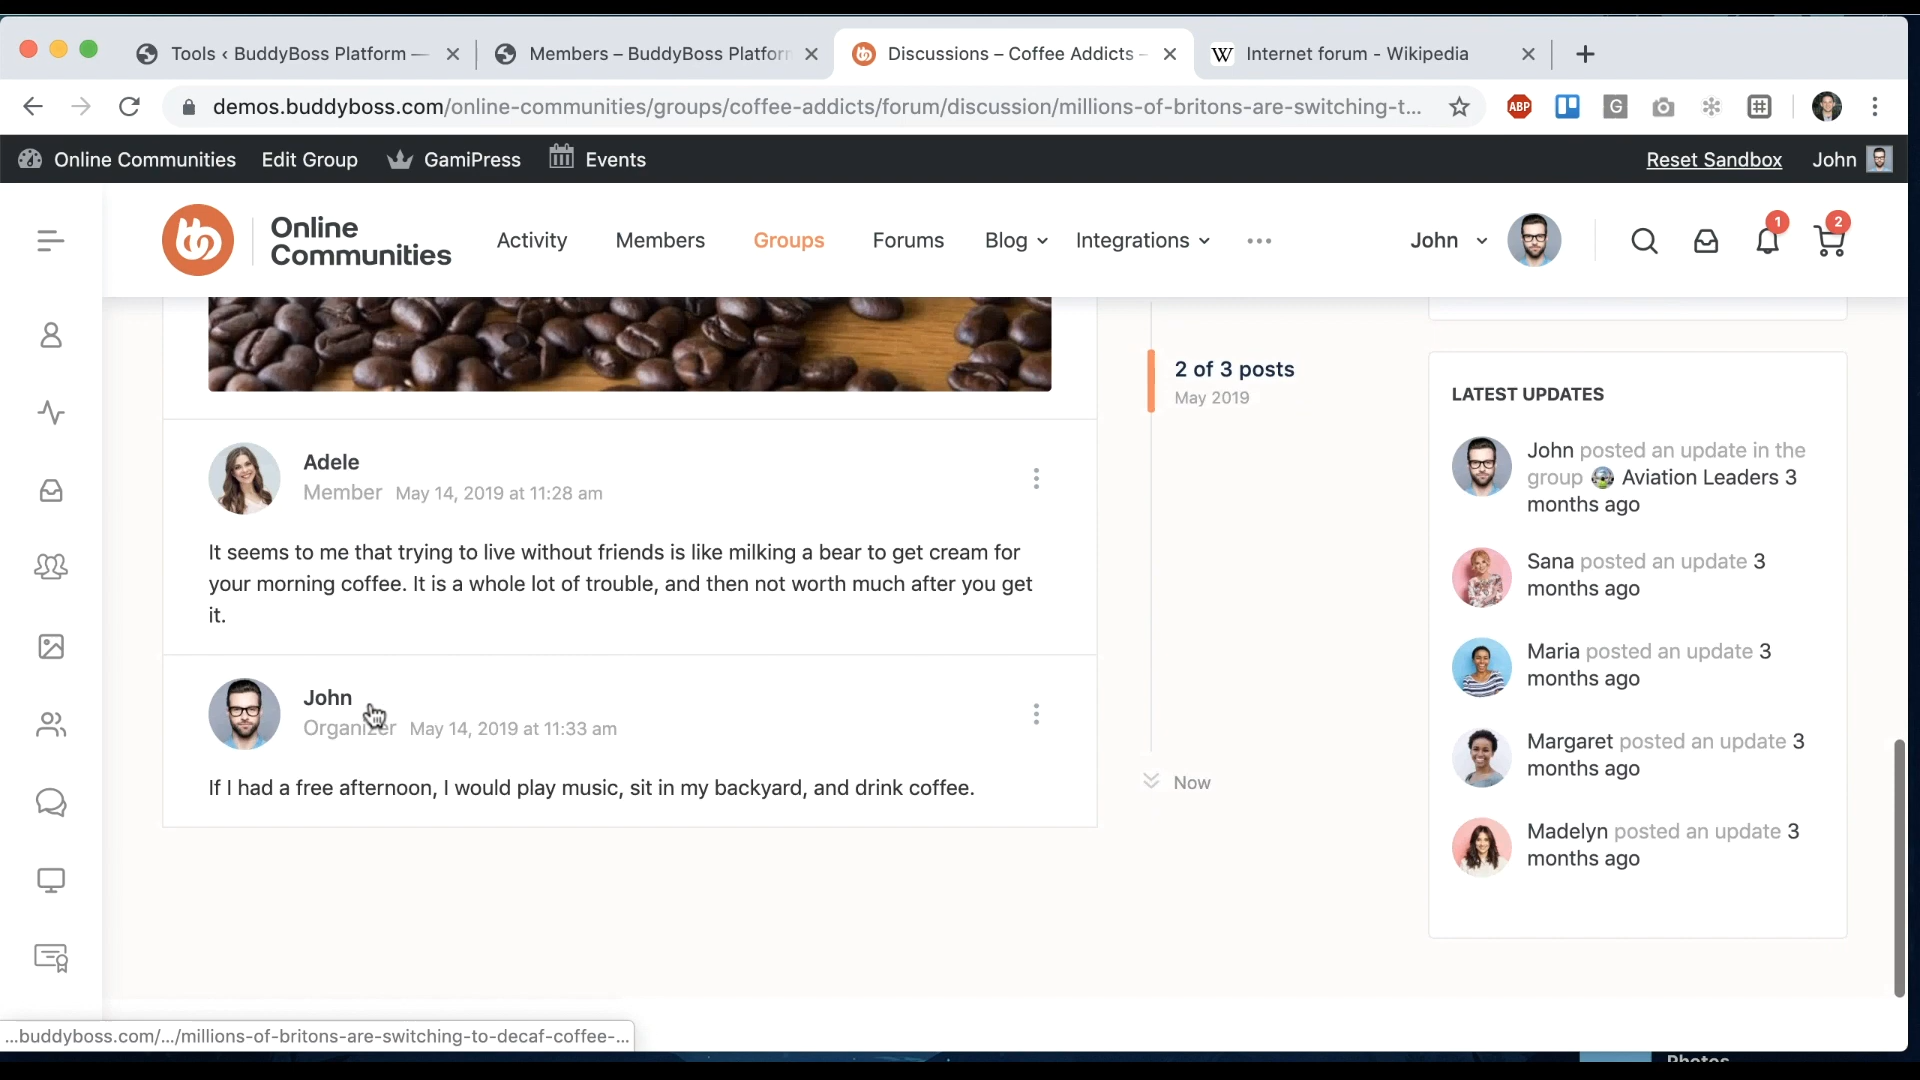 Tools ‹ BuddyBoss Platform —
Members – BuddyBoss Platform
Discussions – Coffee Addicts –
W Internet forum - Wikipedia
demos.buddyboss.com/online-communities/groups/coffee-addicts/forum/discussion/millions-of-britons-are-switching-t...
ABP
G
Online Communities
Edit Group
GamiPress
Events
Reset Sandbox
John
Online
Communities
Activity
Members
Groups
Forums
Blog
Integrations
John
1
2
2 of 3 posts
May 2019
Adele
Member May 14, 2019 at 11:28 am
It seems to me that trying to live without friends is like milking a bear to get cream for
your morning coffee. It is a whole lot of trouble, and then not worth much after you get
it.
John
Organizer May 14, 2019 at 11:33 am
If I had a free afternoon, I would play music, sit in my backyard, and drink coffee.
Now
LATEST UPDATES
John posted an update in the
group Aviation Leaders 3
months ago
Sana posted an update 3
months ago
Maria posted an update 3
months ago
Margaret posted an update 3
months ago
Madelyn posted an update 3
months ago
...buddyboss.com/.../millions-of-britons-are-switching-to-decaf-coffee-...
Photos